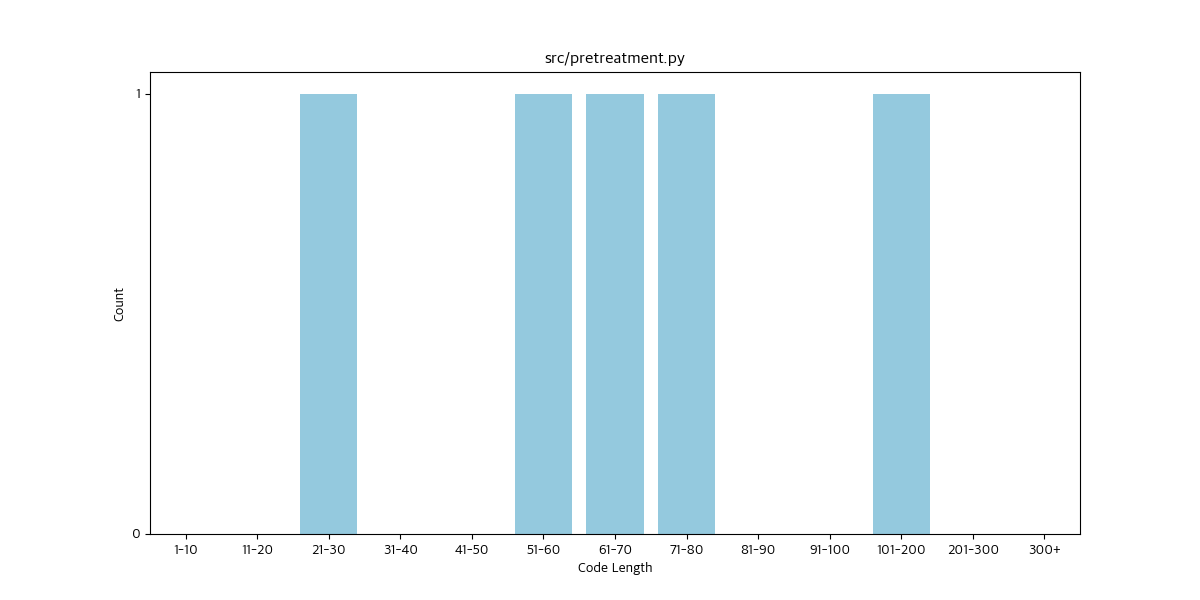 src/pretreatment.py
1
Count
0
1-10 11-20 21-30 31-40 41-50 51-60 61-70 71-80 81-90 91-100 101-200 201-300 300+
Code Length